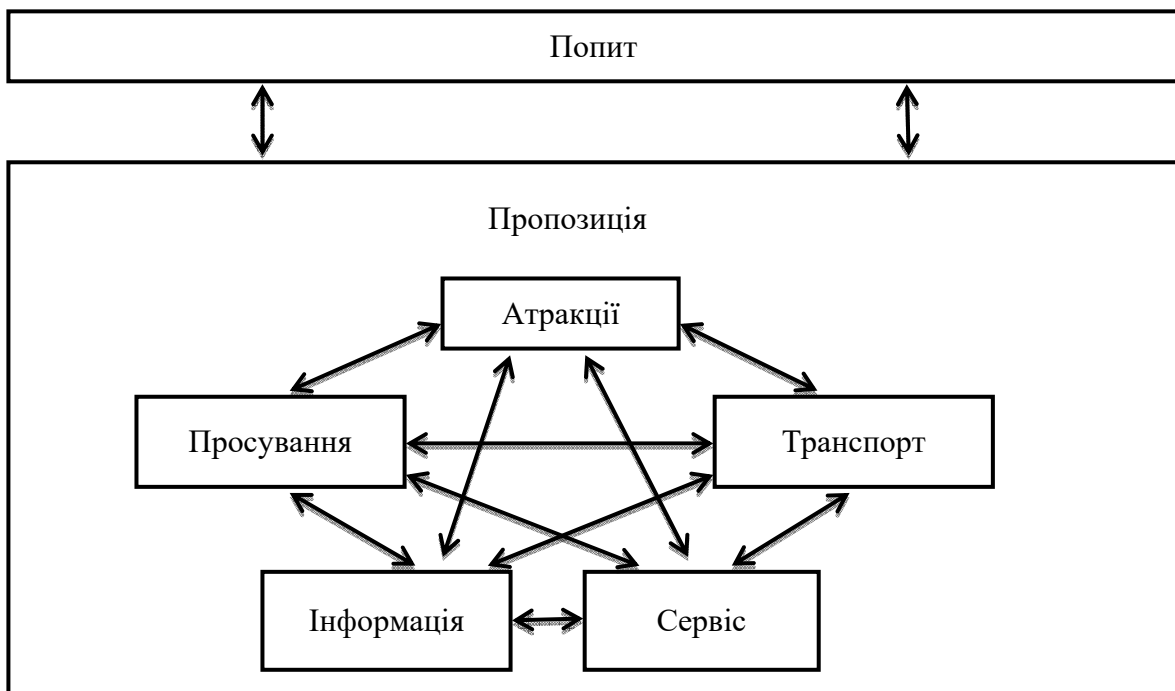 Попит
Пропозиція
Атракції
Просування
Транспорт
Інформація
Сервіс